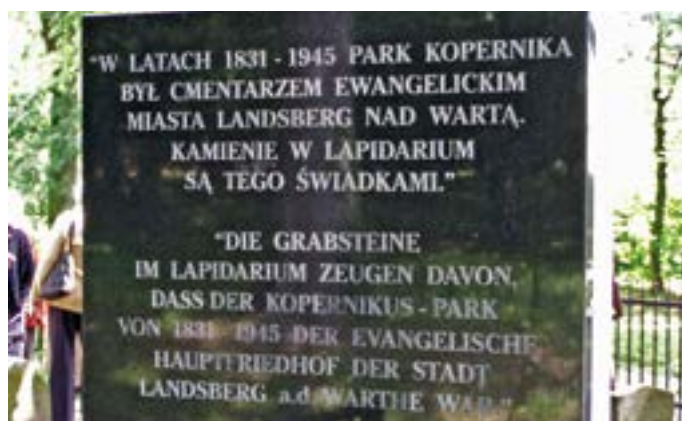 "W LATACH 1831 - 1945 PARK KOPERNIKA
BYŁ CMENTARZEM EWANGELICKIM
MIASTA LANDSBERG NAD WARTĄ.
KAMIENIE W LAPIDARIUM
SĄ TEGO ŚWIADKAMI."
"DIE GRABSTEINE
IM LAPIDARIUM ZEUGEN DAVON,
DASS DER KOPERNIKUS - PARK
VON 1831 - 1945 DER EVANGELISCHE
HAUPTFRIEDHOF DER STADT
LANDSBERG a.d WARTHE WAR."